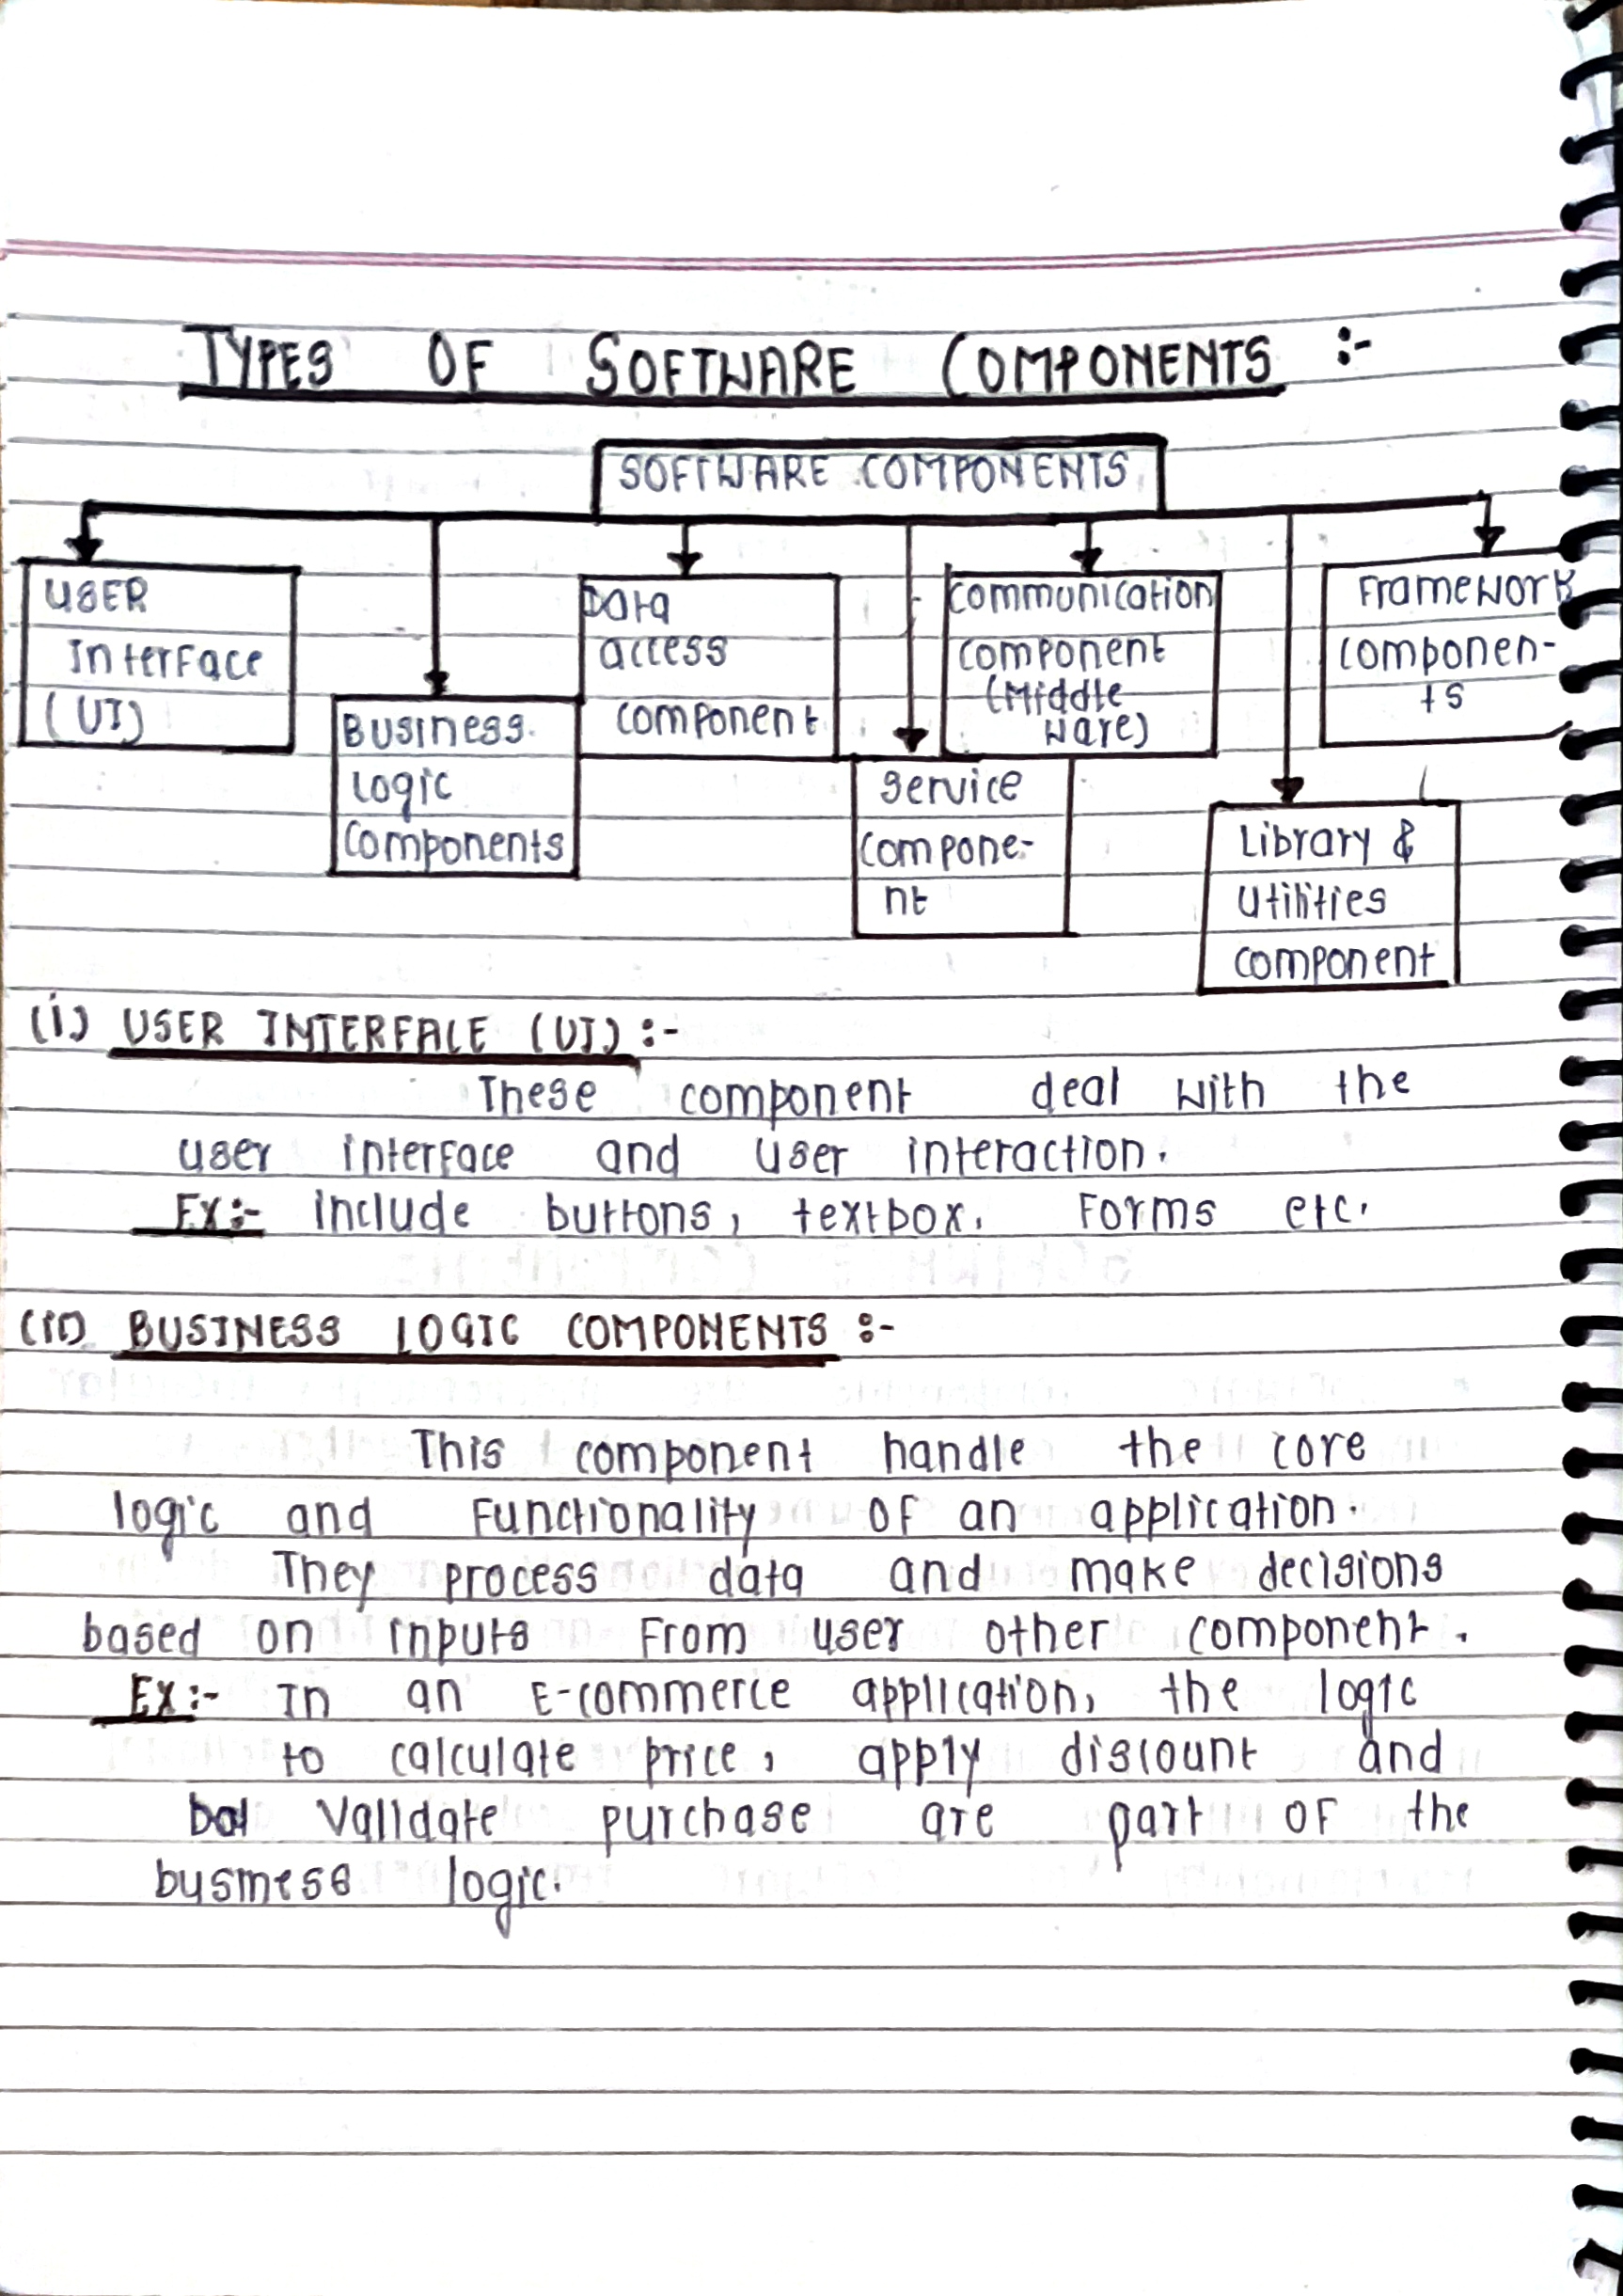 TYPES OF SOFTWARE COMPONENTS :-
SOFTWARE COMPONENTS
USER
Interface
(UI)
Business
Logic
Components
Data
access
component
service
compone-
nt
communication
component
(Middle
ware)
Library &
Utilities
component
Framework
componen-
ts
(i) USER INTERFACE (UI) :-
These component deal with the
user interface and user interaction.
Ex:- include buttons, textbox, Forms etc.
(ii) BUSINESS LOGIC COMPONENTS :-
This component handle the core
logic and Functionality of an application.
They process data and make decisions
based on inputs From user other component.
Ex:- In an E-commerce application, the logic
to calculate price, apply discount and
Validate purchase are part of the
business logic.